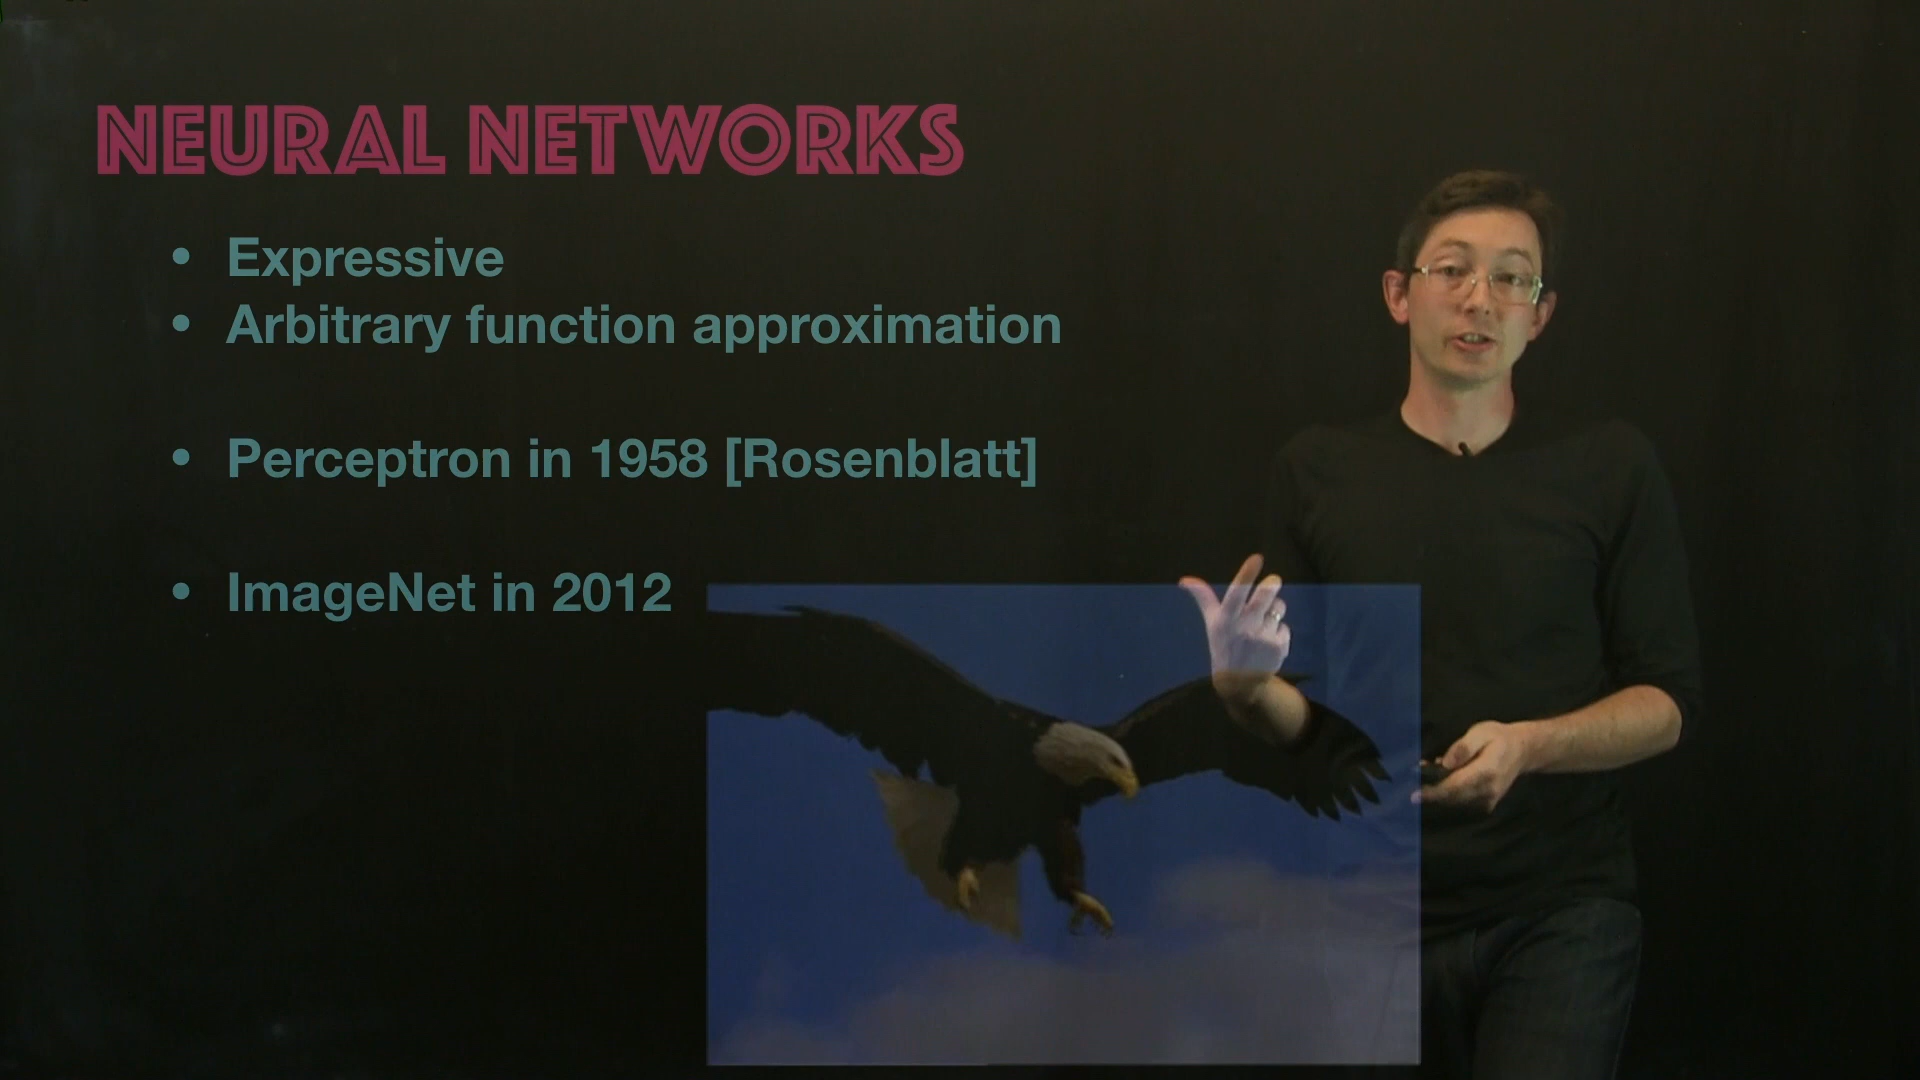 NEURAL NETWORKS
• Expressive
• Arbitrary function approximation
• Perceptron in 1958 [Rosenblatt]
• ImageNet in 2012